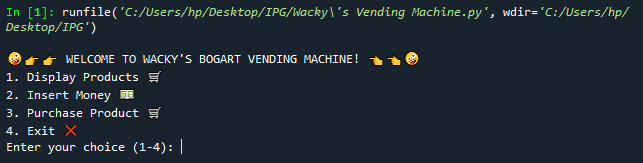 In [1]: runfile('C:/Users/hp/Desktop/IPG/Wacky\'s Vending Machine.py', wdir='C:/Users/hp/
Desktop/IPG')
🤪👉👉 WELCOME TO WACKY'S BOGART VENDING MACHINE! 👈👈🤪
1. Display Products 🛒
2. Insert Money 💵
3. Purchase Product 🛒
4. Exit ❌
Enter your choice (1-4):